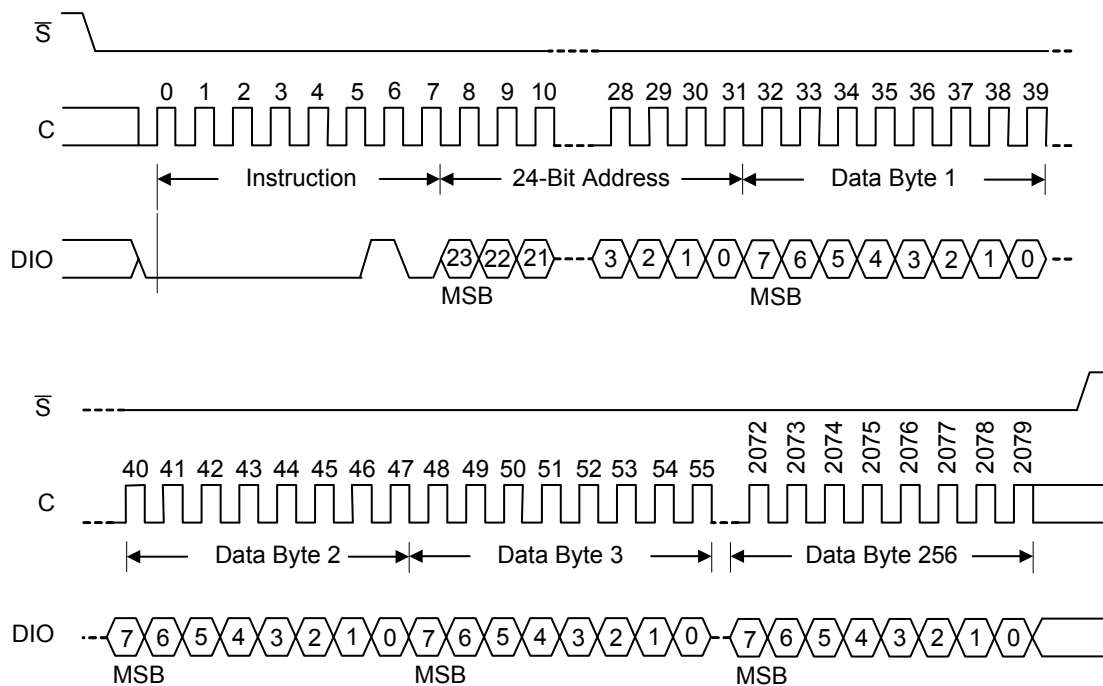 S̅
0 1 2 3 4 5 6 7 8 9 10 28 29 30 31 32 33 34 35 36 37 38 39
C
Instruction 24-Bit Address Data Byte 1
DIO 23 22 21 3 2 1 0 7 6 5 4 3 2 1 0
MSB MSB
S̅
2072 2073 2074 2075 2076 2077 2078 2079
40 41 42 43 44 45 46 47 48 49 50 51 52 53 54 55
C
Data Byte 2 Data Byte 3 Data Byte 256
DIO 7 6 5 4 3 2 1 0 7 6 5 4 3 2 1 0 7 6 5 4 3 2 1 0
MSB MSB MSB